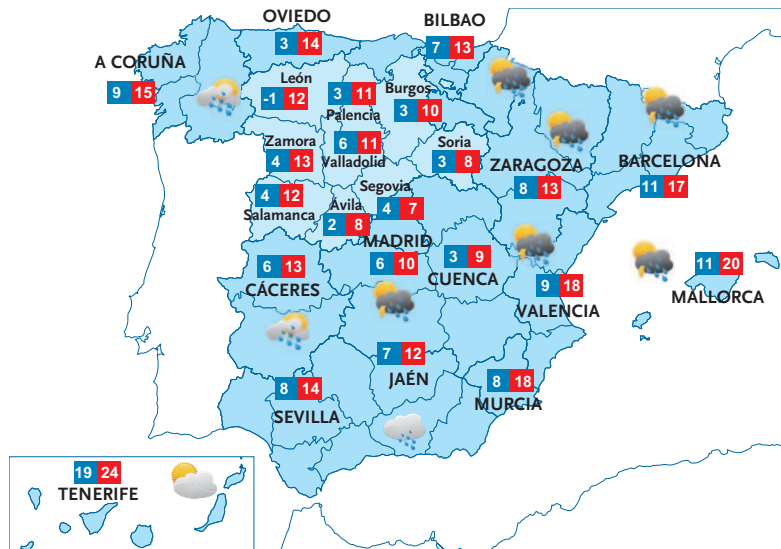 OVIEDO
3 14
BILBAO
7 13
A CORUÑA
9 15
León
-1 12
3 11
Palencia
Burgos
3 10
Zamora
4 13
6 11
Valladolid
Soria
3 8
ZARAGOZA
8 13
BARCELONA
11 17
4 12
Salamanca
Ávila
2 8
Segovia
4 7
MADRID
6 10
3 9
CUENCA
6 13
CÁCERES
9 18
VALENCIA
11 20
MALLORCA
7 12
JAÉN
8 14
SEVILLA
8 18
MURCIA
19 24
TENERIFE